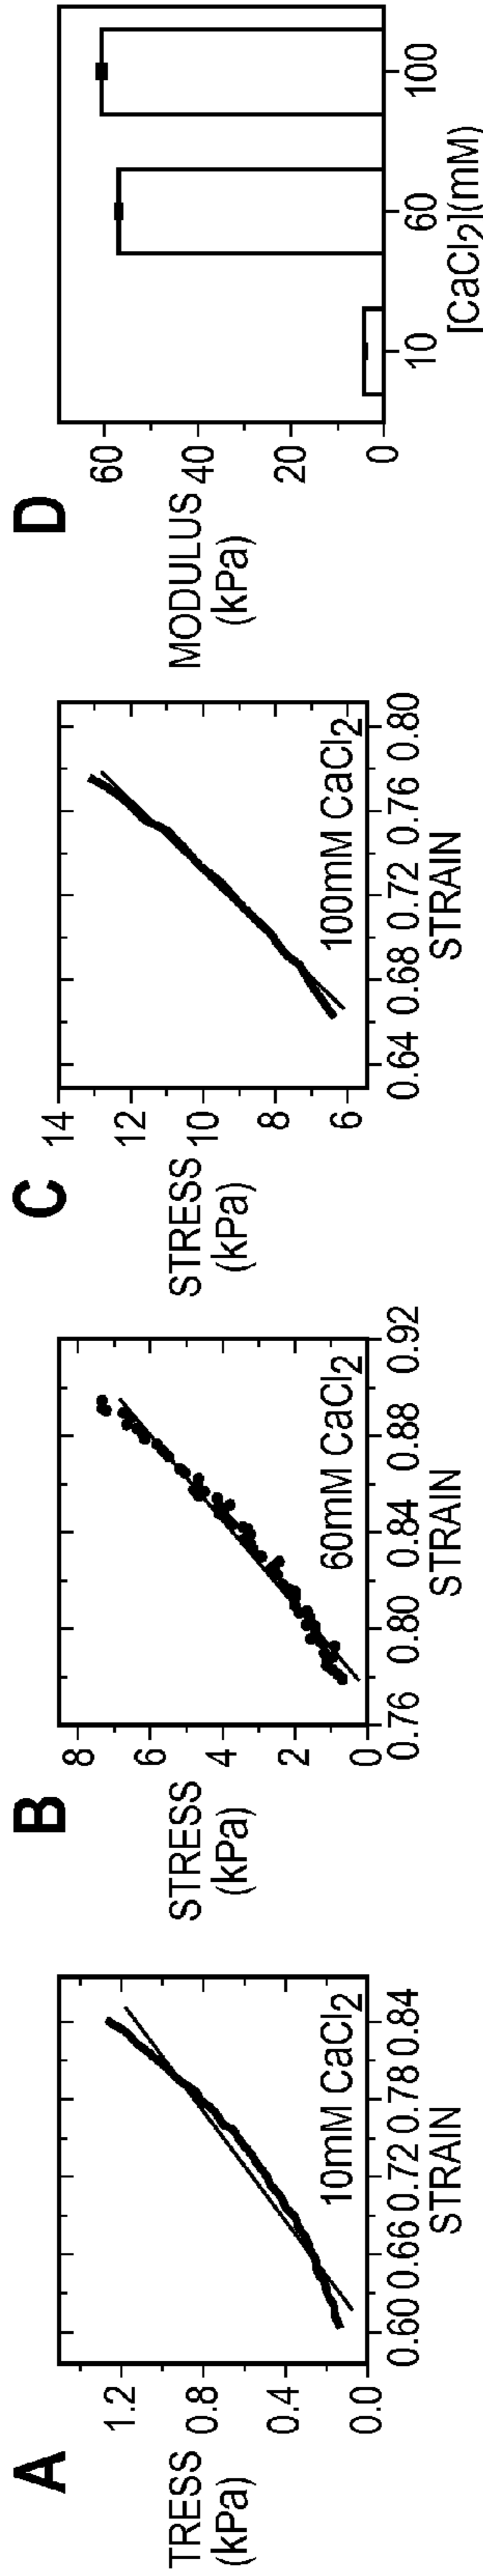 A
TRESS
(kPa)
1.2
0.8
0.4
0.0
10mM CaCl2
0.60 0.66 0.72 0.78 0.84
STRAIN
B
STRESS
(kPa)
8
6
4
2
0
60mM CaCl2
0.76 0.80 0.84 0.88 0.92
STRAIN
C
STRESS
(kPa)
14
12
10
8
6
100mM CaCl2
0.64 0.68 0.72 0.76 0.80
STRAIN
D
MODULUS
(kPa)
60
40
20
0
10 60 100
[CaCl2](mM)